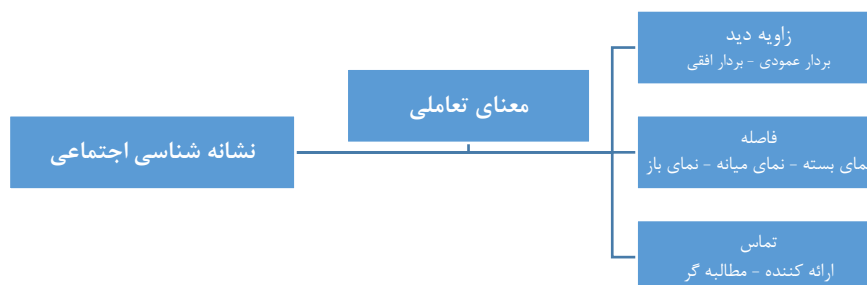 زاویه دید
بردار عمودی - بردار افقی
معنای تعاملی
نشانه شناسی اجتماعی
فاصله
نمای بسته - نمای میانه - نمای باز
تماس
ارائه کننده - مطالبه گر